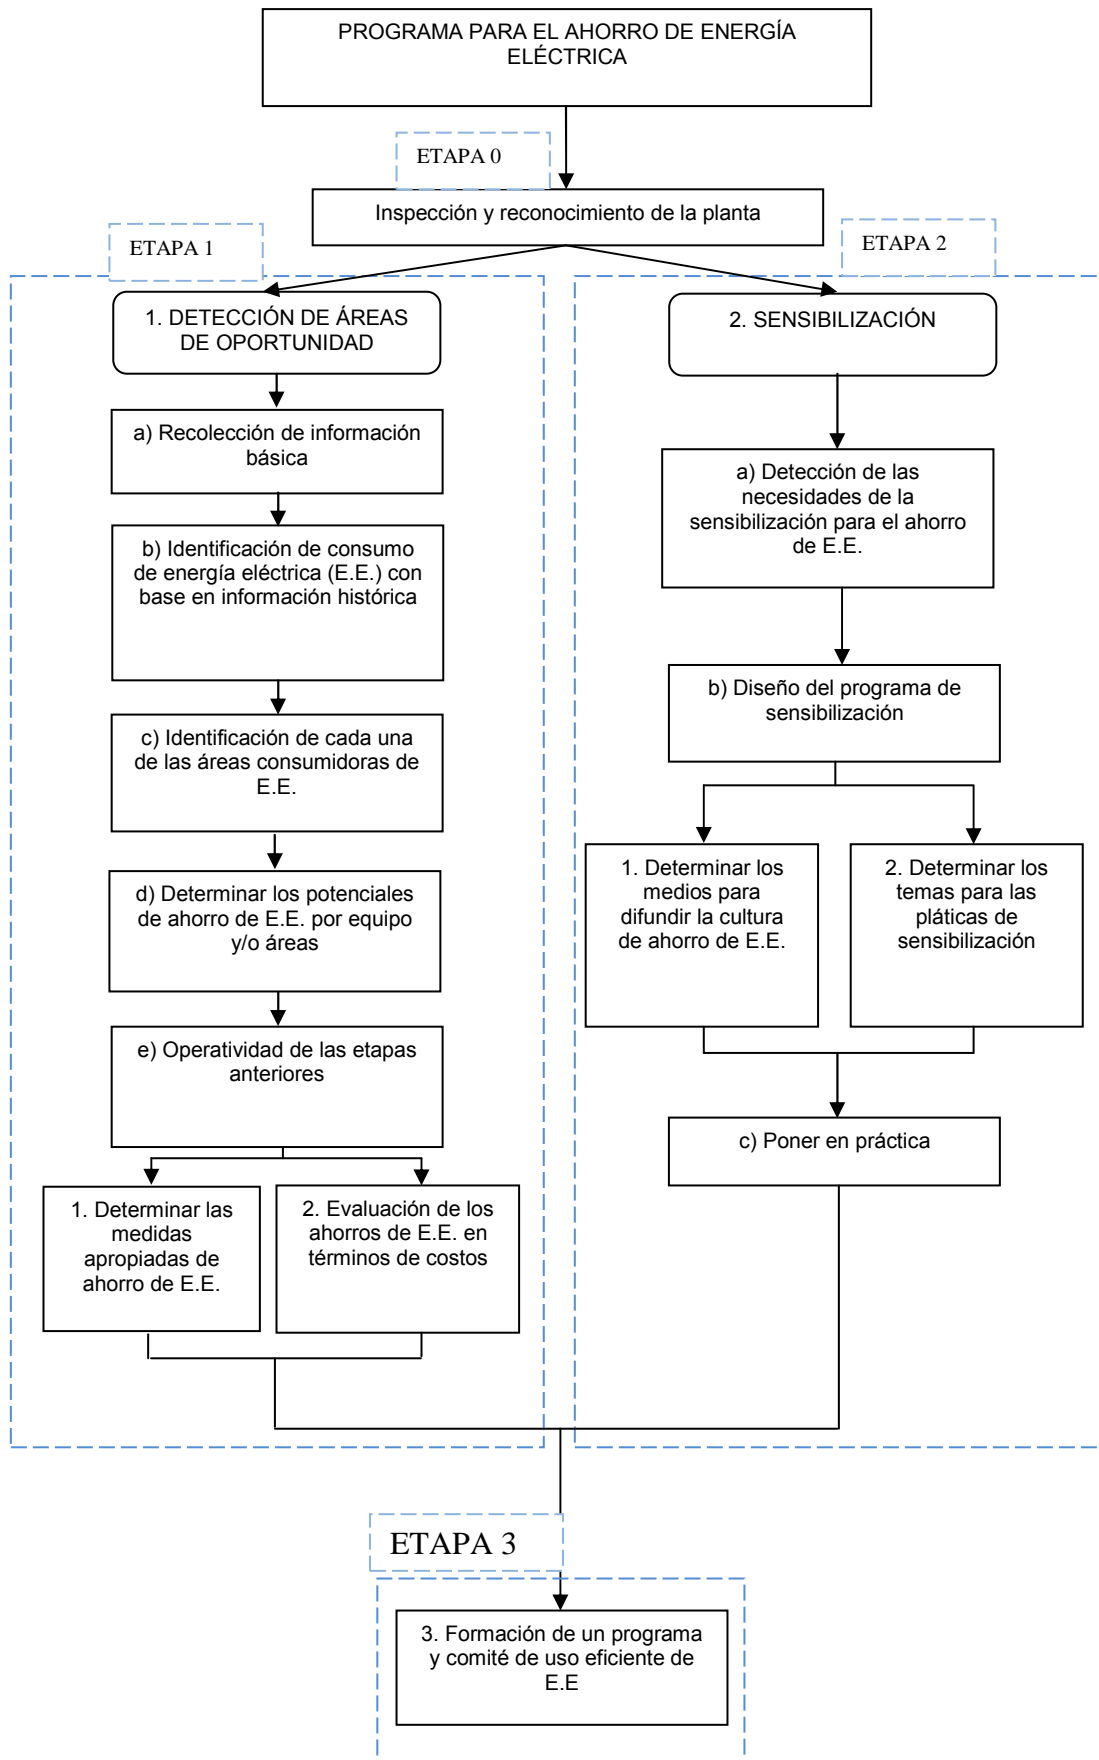 PROGRAMA PARA EL AHORRO DE ENERGÍA
ELÉCTRICA
ETAPA 0
Inspección y reconocimiento de la planta
ETAPA 1
1. DETECCIÓN DE ÁREAS
DE OPORTUNIDAD
a) Recolección de información
básica
b) Identificación de consumo
de energía eléctrica (E.E.) con
base en información histórica
c) Identificación de cada una
de las áreas consumidoras de
E.E.
d) Determinar los potenciales
de ahorro de E.E. por equipo
y/o áreas
e) Operatividad de las etapas
anteriores
1. Determinar las
medidas
apropiadas de
ahorro de E.E.
2. Evaluación de los
ahorros de E.E. en
términos de costos
ETAPA 2
2. SENSIBILIZACIÓN
a) Detección de las
necesidades de la
sensibilización para el ahorro
de E.E.
b) Diseño del programa de
sensibilización
1. Determinar los
medios para
difundir la cultura
de ahorro de E.E.
2. Determinar los
temas para las
pláticas de
sensibilización
c) Poner en práctica
ETAPA 3
3. Formación de un programa
y comité de uso eficiente de
E.E